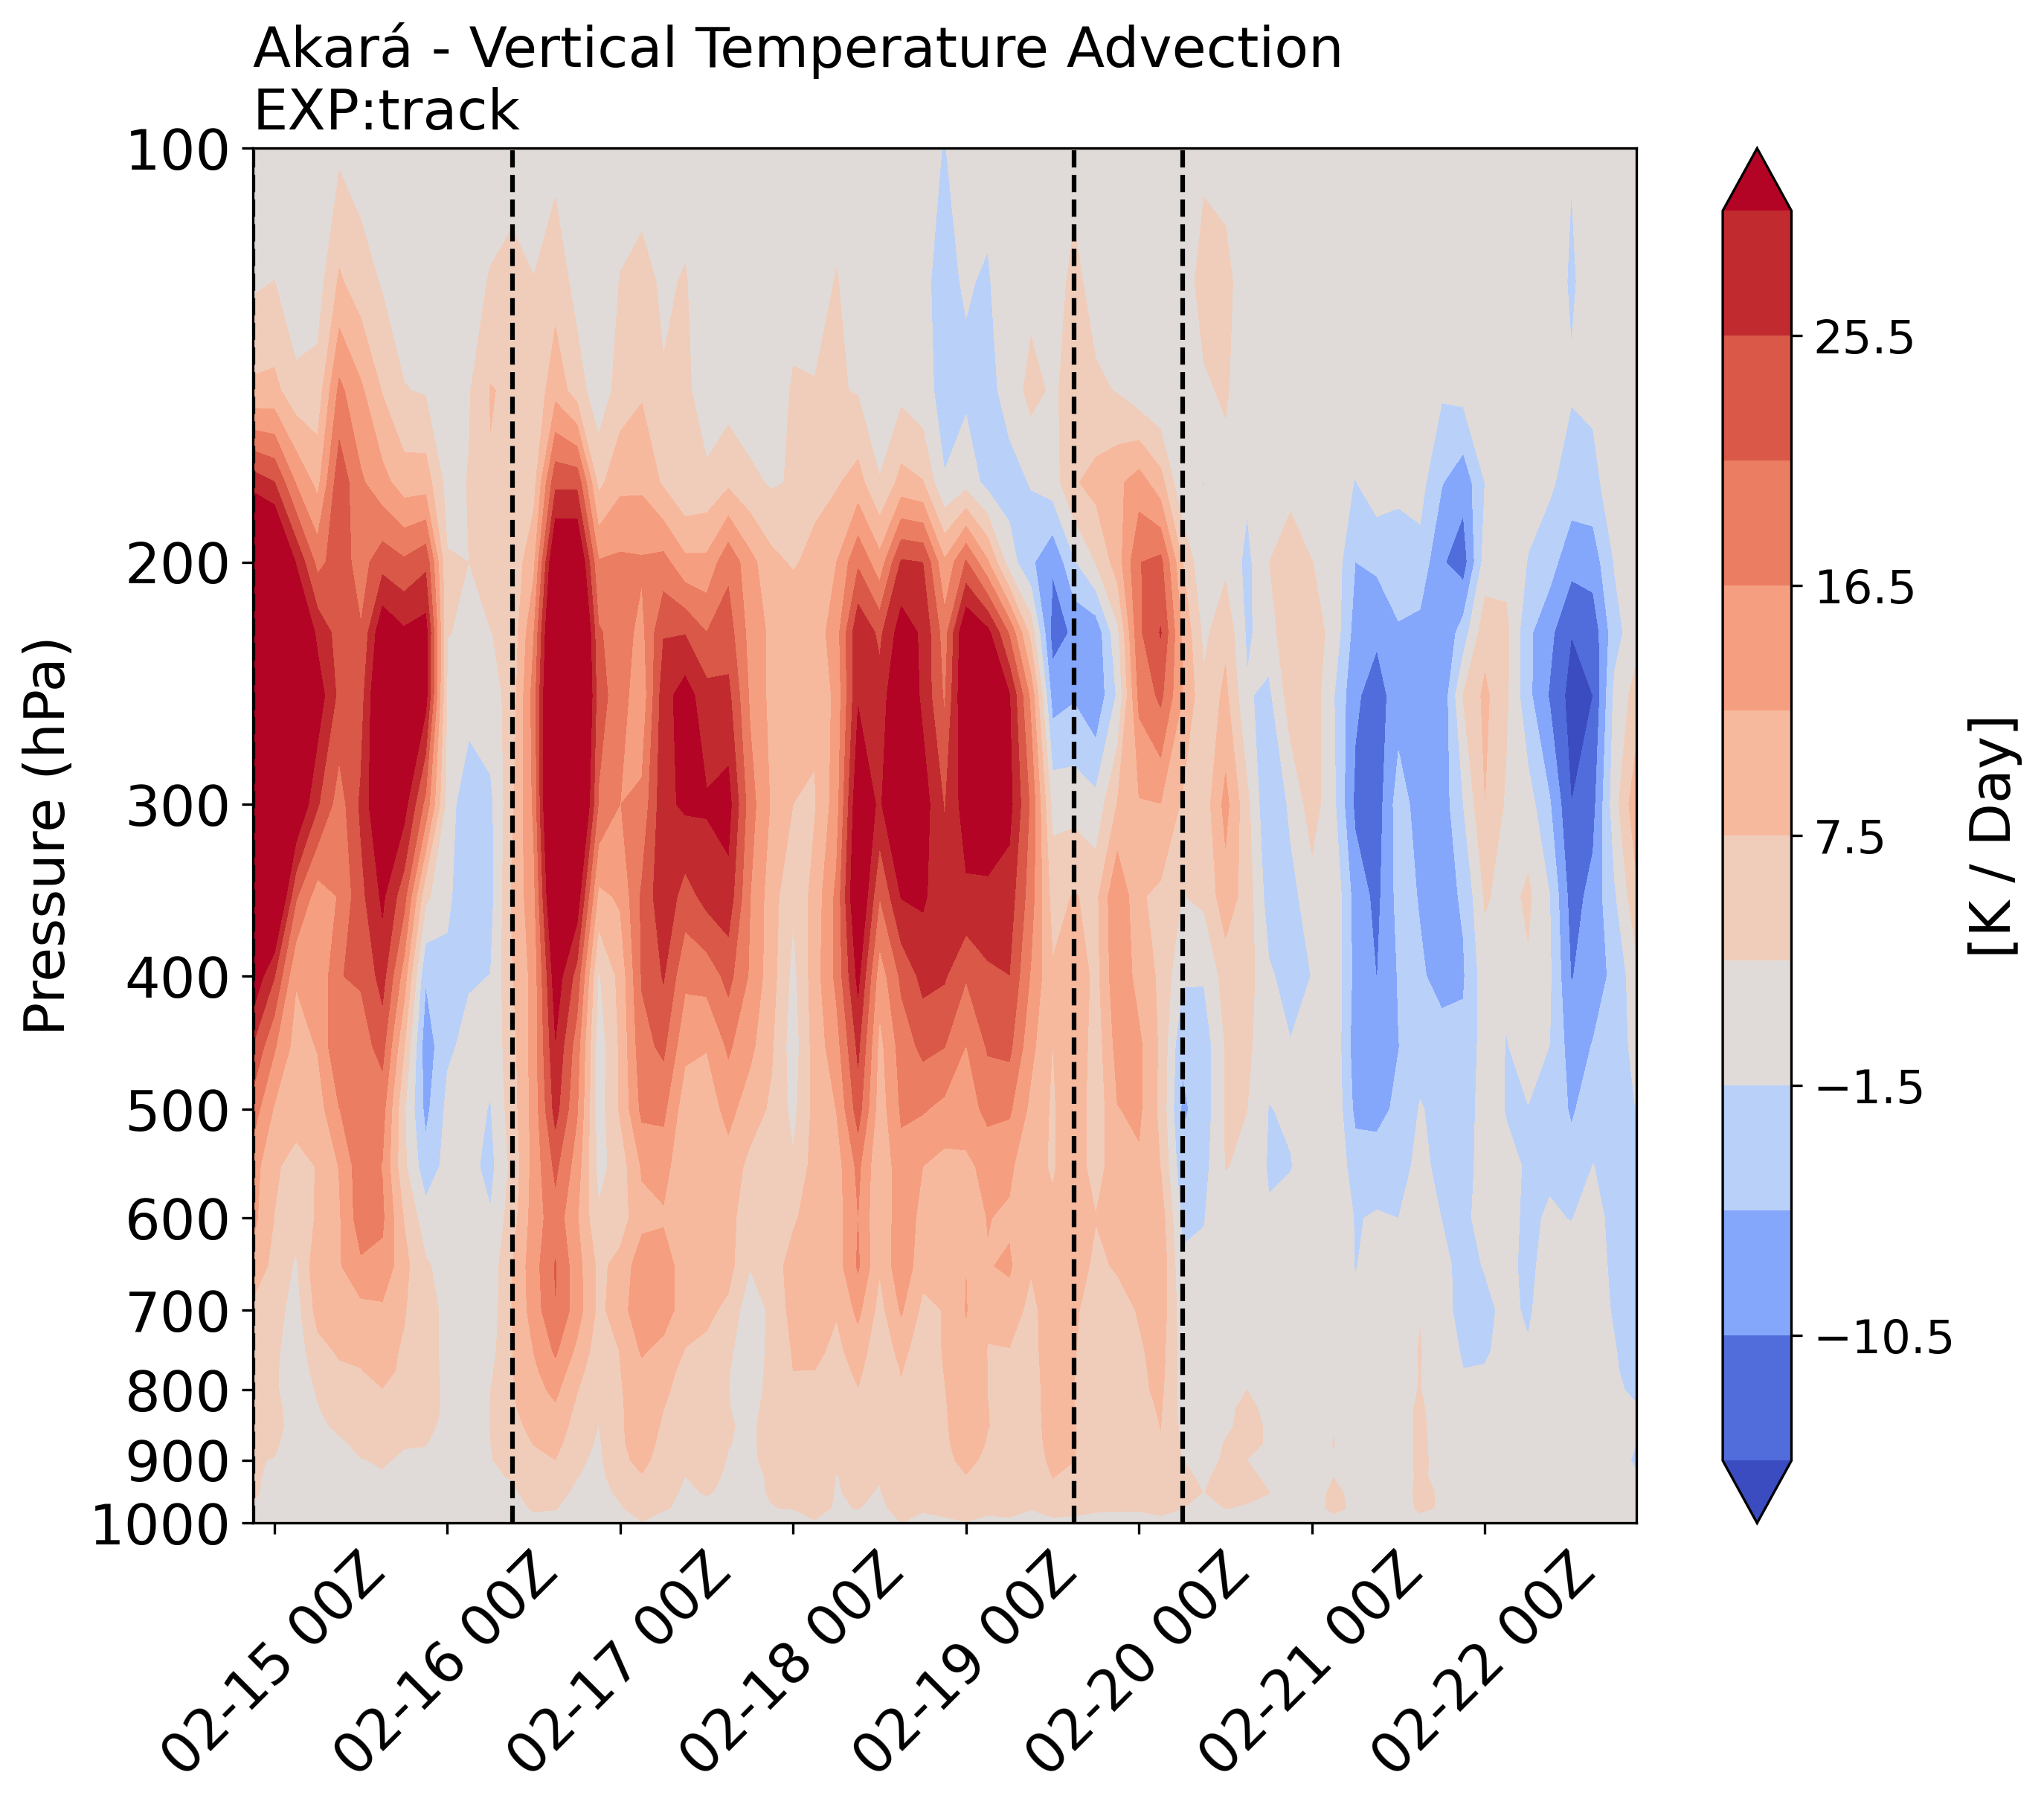 Akará - Vertical Temperature Advection
EXP:track
100
200
300
400
500
600
700
800
900
1000
Pressure (hPa)
02-15 00Z
02-16 00Z
02-17 00Z
02-18 00Z
02-19 00Z
02-20 00Z
02-21 00Z
02-22 00Z
25.5
16.5
7.5
−1.5
−10.5
[K / Day]